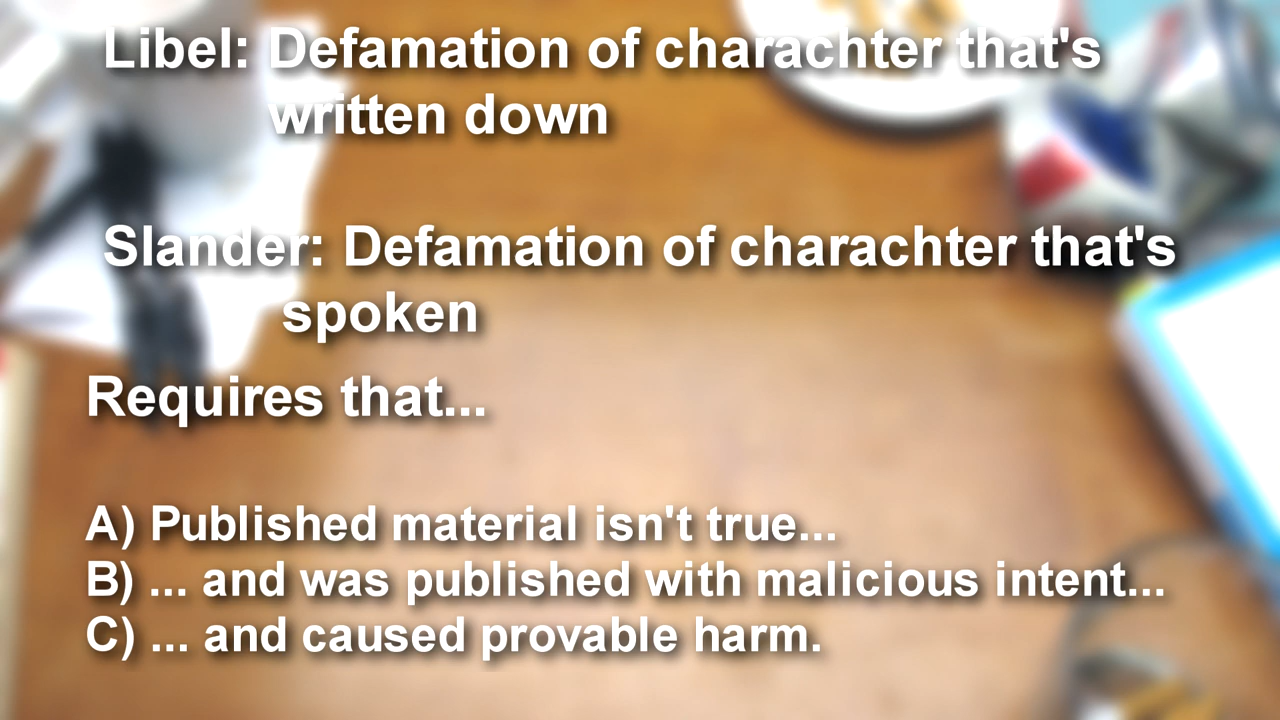 Libel: Defamation of charachter that's
written down
Slander: Defamation of charachter that's
spoken
Requires that...
A) Published material isn't true...
B) ... and was published with malicious intent...
C) ... and caused provable harm.